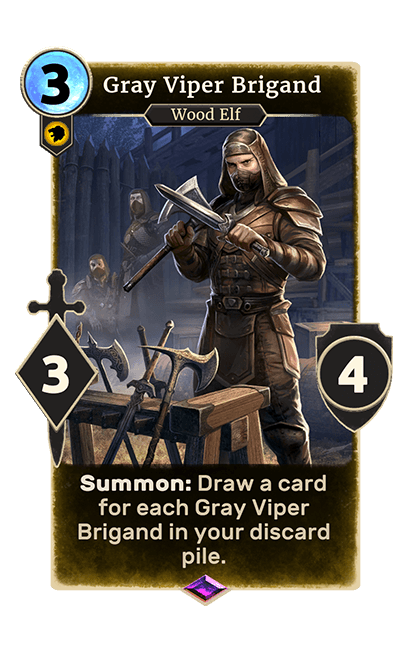 3
Gray Viper Brigand
Wood Elf
3
4
Summon: Draw a card
for each Gray Viper
Brigand in your discard
pile.